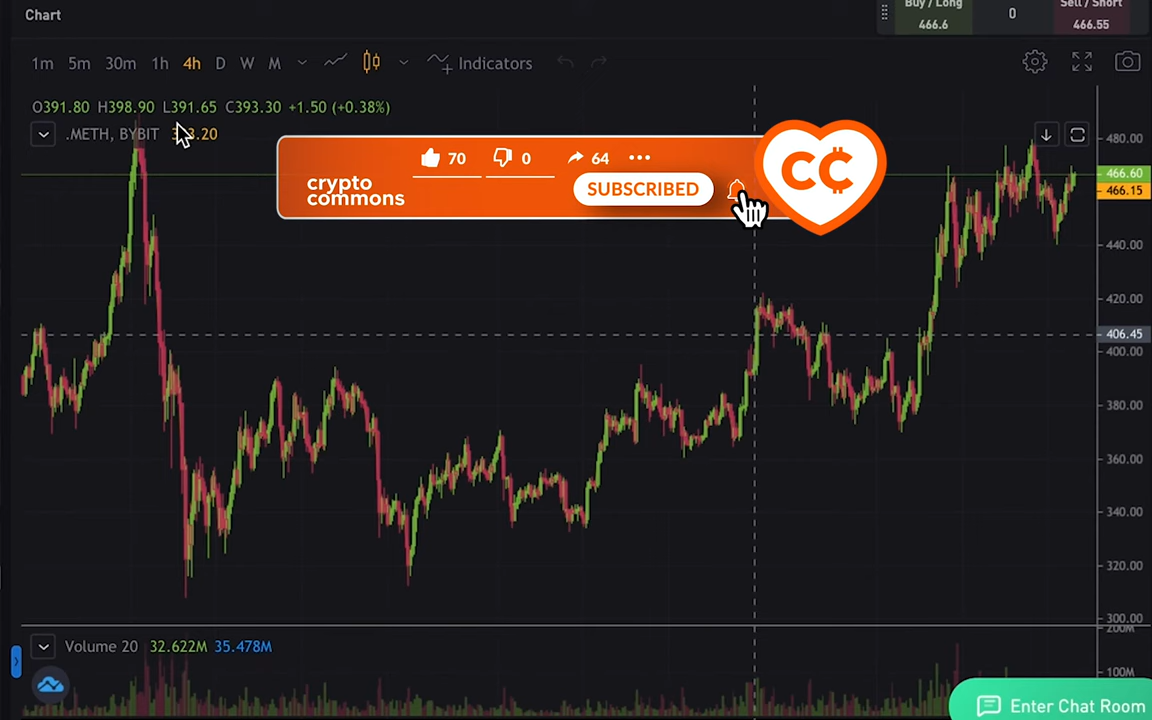 Chart
Buy / Long
466.6
0
Sell / Short
466.55
1m 5m 30m 1h 4h D W M Indicators
O391.80 H398.90 L391.65 C393.30 +1.50 (+0.38%)
.METH, BYBIT
70 0 64
crypto
commons
SUBSCRIBED
CC
480.00
466.60
466.15
440.00
420.00
406.45
400.00
380.00
360.00
340.00
320.00
300.00
200M
Volume 20 32.622M 35.478M
100M
Enter Chat Room